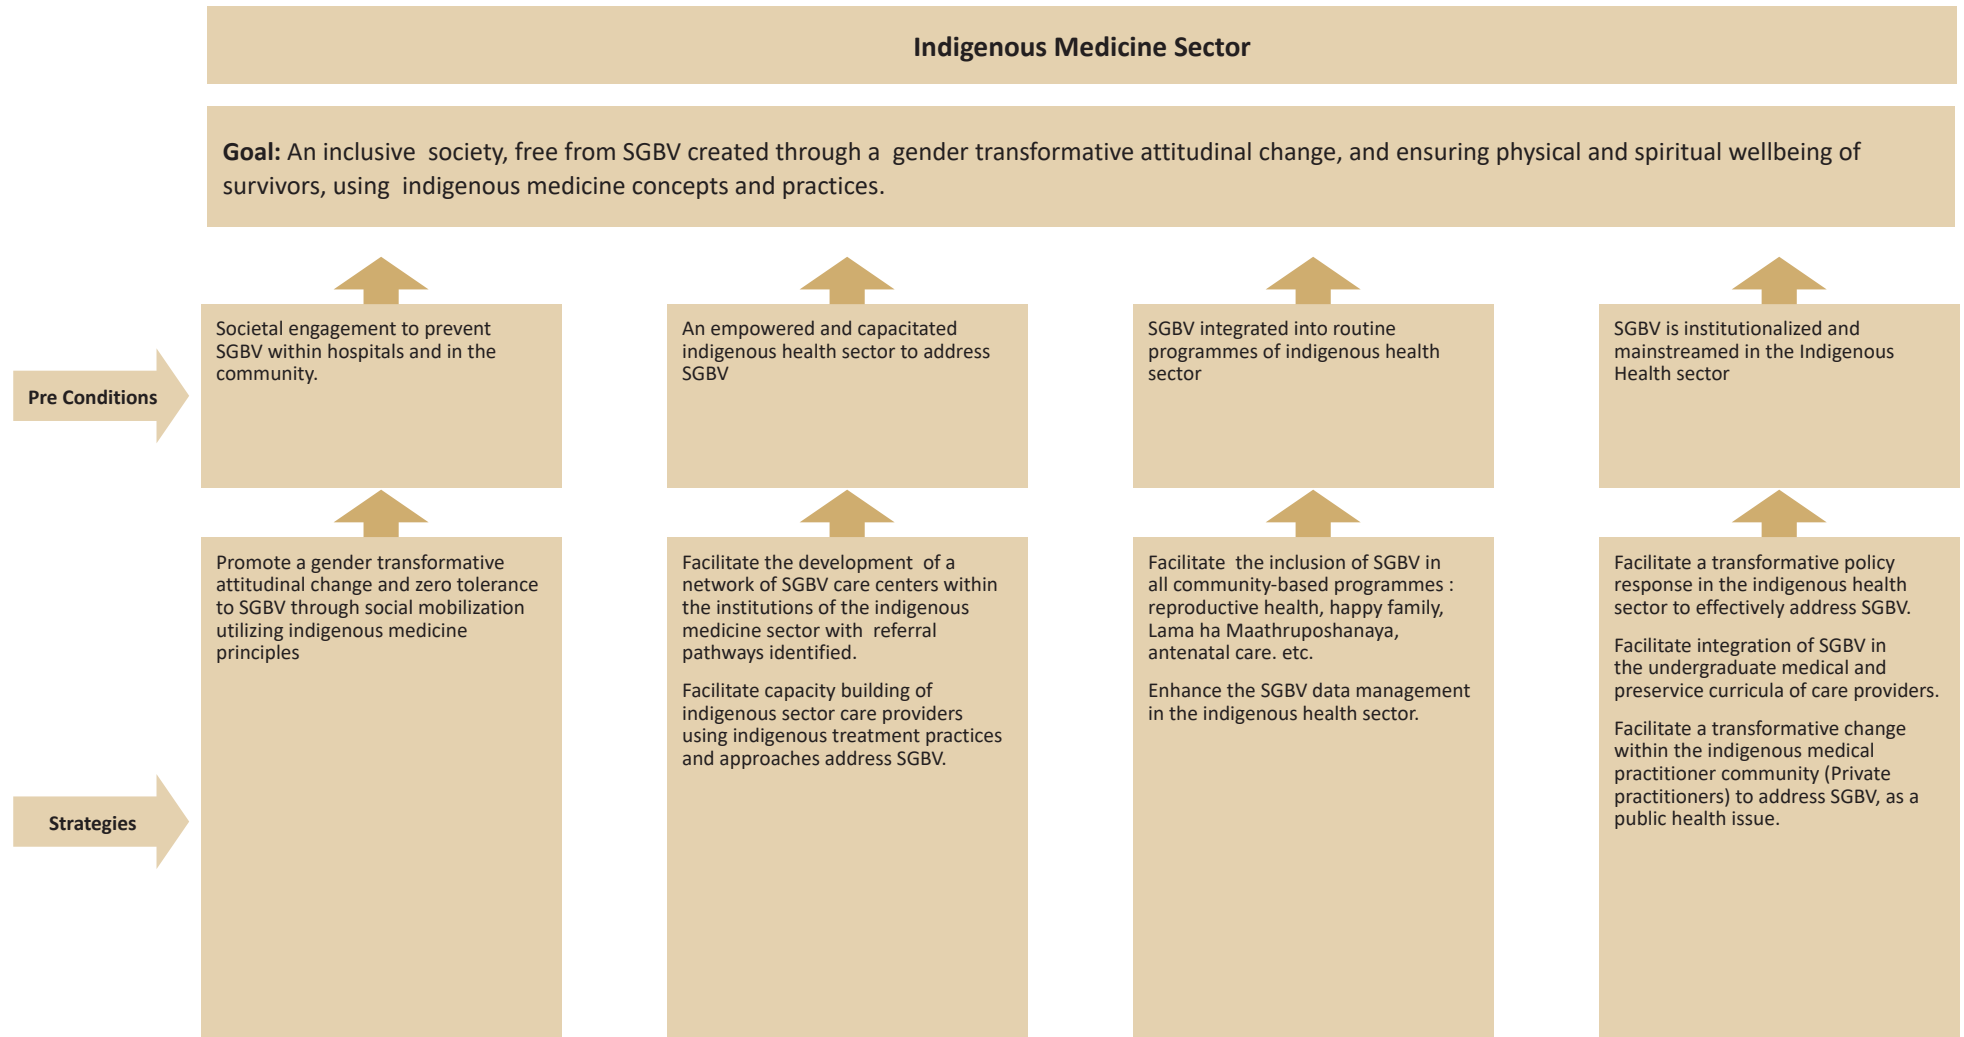 Indigenous Medicine Sector
Goal: An inclusive society, free from SGBV created through a gender transformative attitudinal change, and ensuring physical and spiritual wellbeing of
survivors, using indigenous medicine concepts and practices.
Pre Conditions
Societal engagement to prevent
SGBV within hospitals and in the
community.
An empowered and capacitated
indigenous health sector to address
SGBV
SGBV integrated into routine
programmes of indigenous health
sector
SGBV is institutionalized and
mainstreamed in the Indigenous
Health sector
Strategies
Promote a gender transformative
attitudinal change and zero tolerance
to SGBV through social mobilization
utilizing indigenous medicine
principles
Facilitate the development of a
network of SGBV care centers within
the institutions of the indigenous
medicine sector with referral
pathways identified.
Facilitate capacity building of
indigenous sector care providers
using indigenous treatment practices
and approaches address SGBV.
Facilitate the inclusion of SGBV in
all community-based programmes :
reproductive health, happy family,
Lama ha Maathruposhanaya,
antenatal care. etc.
Enhance the SGBV data management
in the indigenous health sector.
Facilitate a transformative policy
response in the indigenous health
sector to effectively address SGBV.
Facilitate integration of SGBV in
the undergraduate medical and
preservice curricula of care providers.
Facilitate a transformative change
within the indigenous medical
practitioner community (Private
practitioners) to address SGBV, as a
public health issue.